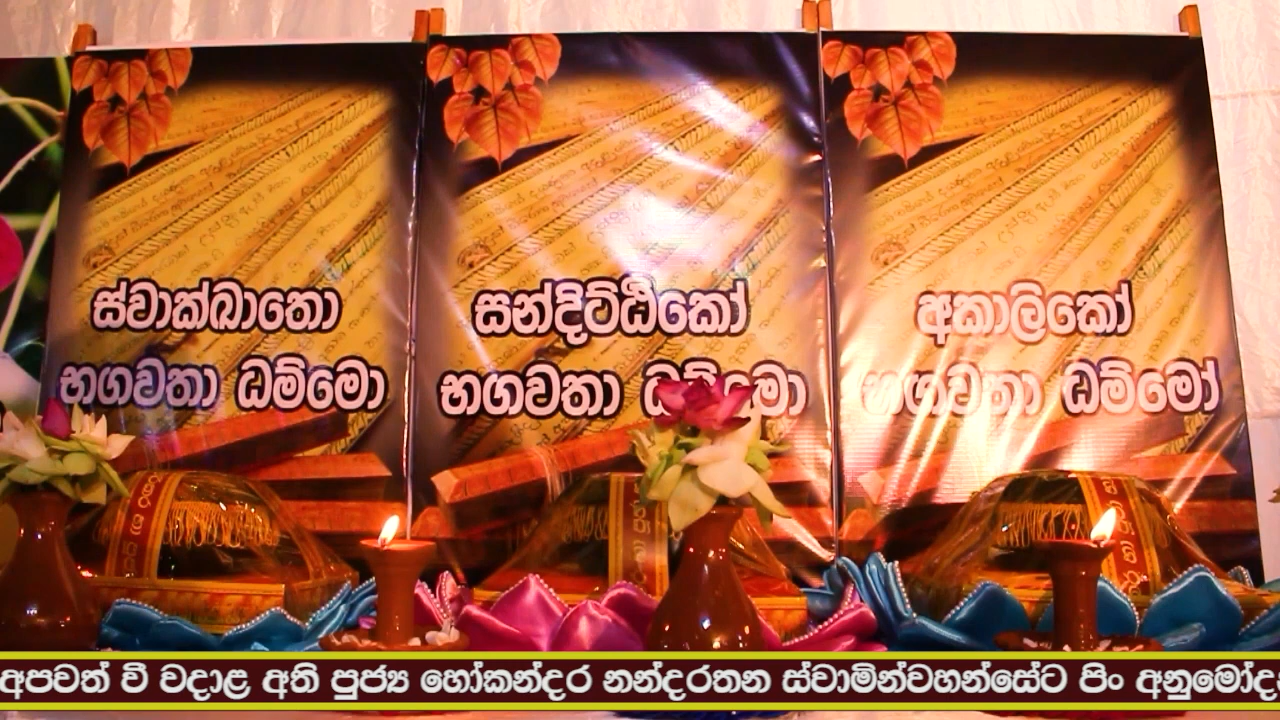 ස්වාක්ඛාතො
භගවතා ධම්මො
සන්දිට්ඨිකෝ
භගවතා ධම්මො
අකාලිකෝ
භගවතා ධම්මෝ
අපවත් වී වදාළ අති පූජ්‍ය හෝකන්දර නන්දරතන ස්වාමින්වහන්සේට පිං අනුමෝද